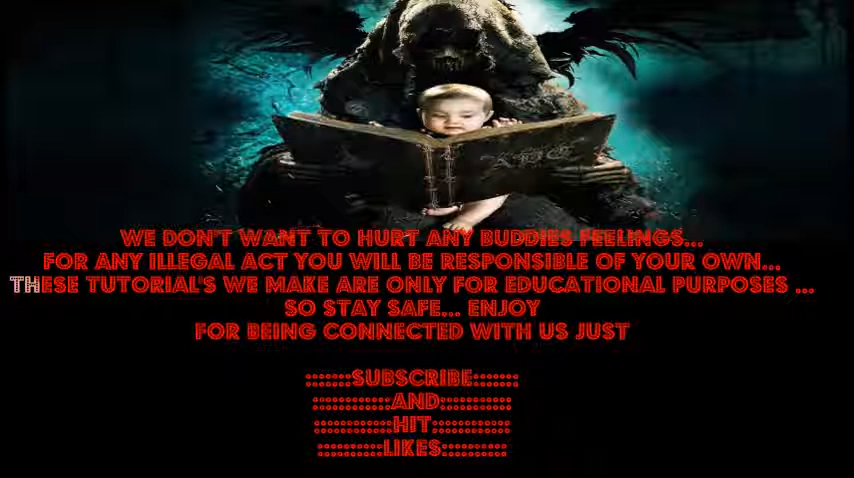 WE DON'T WANT TO HURT ANY BUDDIES FEELINGS...
FOR ANY ILLEGAL ACT YOU WILL BE RESPONSIBLE OF YOUR OWN...
THESE TUTORIAL'S WE MAKE ARE ONLY FOR EDUCATIONAL PURPOSES ...
SO STAY SAFE... ENJOY
FOR BEING CONNECTED WITH US JUST
:::::::SUBSCRIBE:::::::
::::::::::::AND:::::::::::
::::::::::::HIT::::::::::::
::::::::::LIKES::::::::::